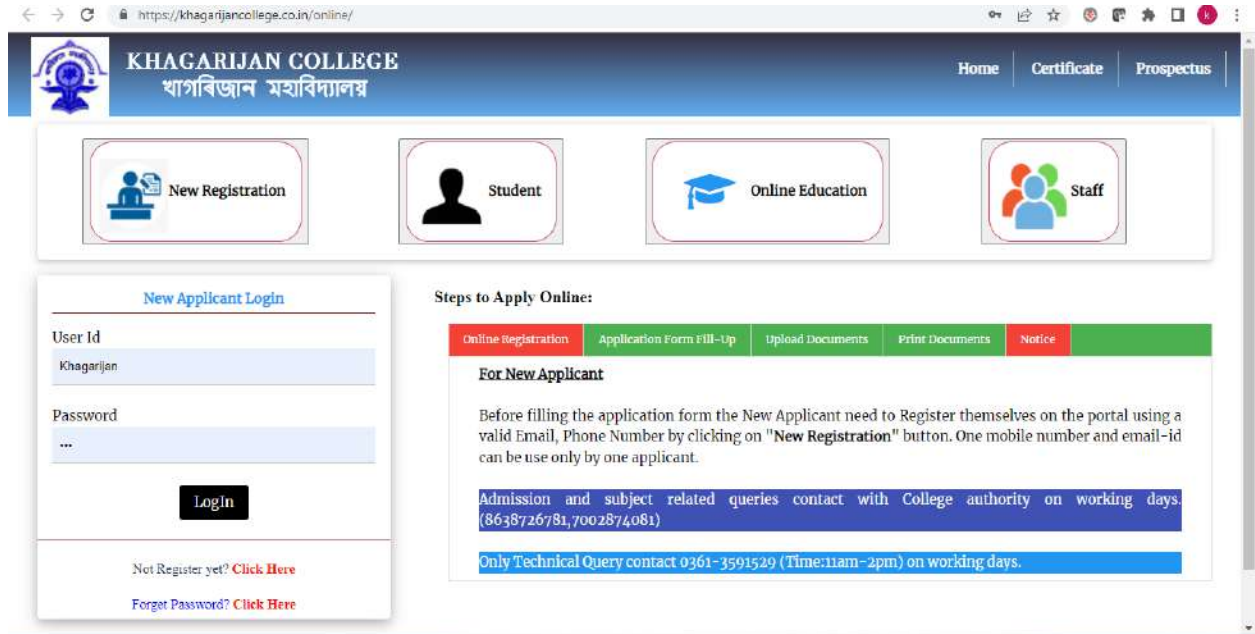 https://khagarijancollege.co.in/online/
k
KHAGARIJAN COLLEGE
খাগৰিজান মহাবিদ্যালয়
Home
Certificate
Prospectus
New Registration
Student
Online Education
Staff
New Applicant Login
User Id
Khagarijan
Password
•••
LogIn
Not Register yet? Click Here
Forget Password? Click Here
Steps to Apply Online:
Online Registration
Application Form Fill-Up
Upload Documents
Print Documents
Notice
For New Applicant
Before filling the application form the New Applicant need to Register themselves on the portal using a
valid Email, Phone Number by clicking on "New Registration" button. One mobile number and email-id
can be use only by one applicant.
Admission and subject related queries contact with College authority on working days.
(8638726781,7002874081)
Only Technical Query contact 0361-3591529 (Time:11am-2pm) on working days.